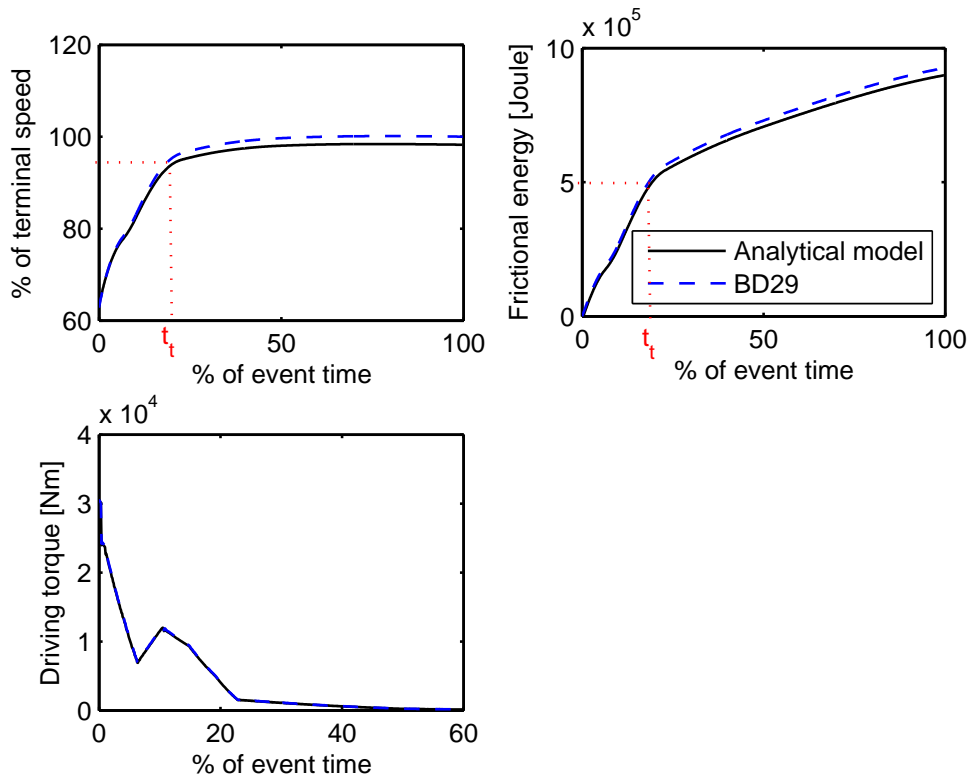 % of terminal speed
120
100
80
60
0
50
100
t_t
% of event time
x 10^5
Frictional energy [Joule]
10
5
0
0
50
100
t_t
% of event time
Analytical model
BD29
x 10^4
Driving torque [Nm]
4
3
2
1
0
0
20
40
60
% of event time